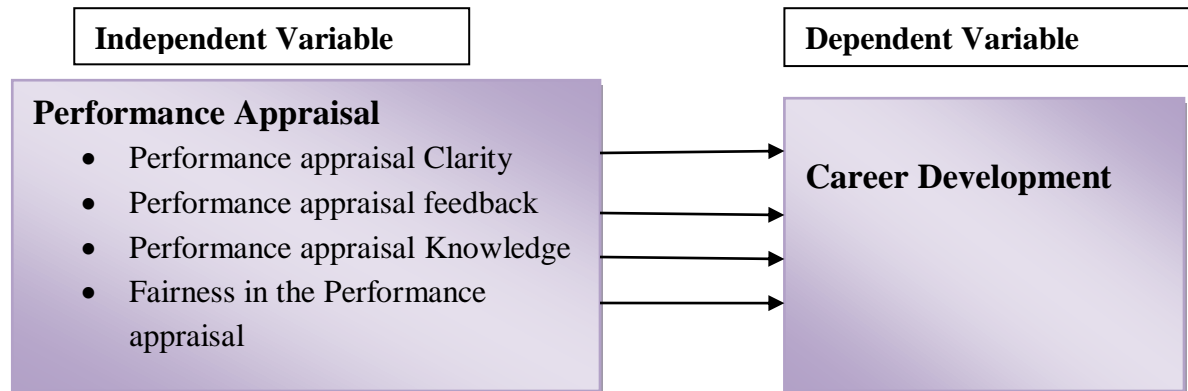 Independent Variable
Dependent Variable
Performance Appraisal
• Performance appraisal Clarity
• Performance appraisal feedback
• Performance appraisal Knowledge
• Fairness in the Performance
appraisal
Career Development